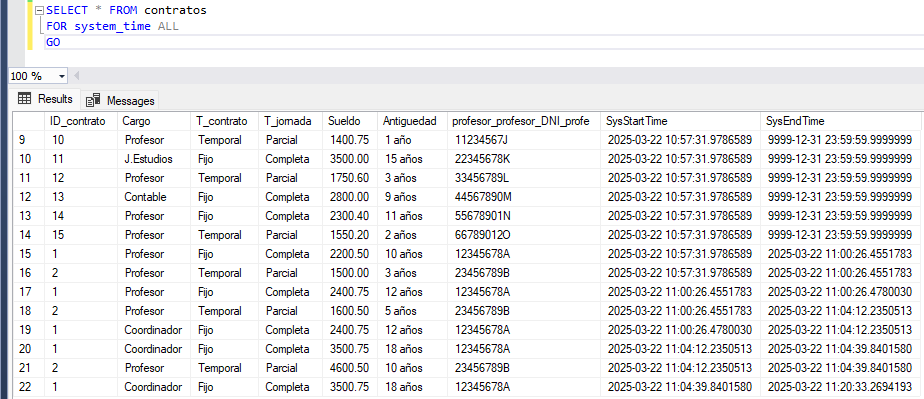 SELECT * FROM contratos
FOR system_time ALL
GO
100 %
Results Messages
ID_contrato Cargo T_contrato T_jornada Sueldo Antiguedad profesor_profesor_DNI_profe SysStartTime SysEndTime
9 10 Profesor Temporal Parcial 1400.75 1 año 11234567J 2025-03-22 10:57:31.9786589 9999-12-31 23:59:59.9999999
10 11 J.Estudios Fijo Completa 3500.00 15 años 22345678K 2025-03-22 10:57:31.9786589 9999-12-31 23:59:59.9999999
11 12 Profesor Temporal Parcial 1750.60 3 años 33456789L 2025-03-22 10:57:31.9786589 9999-12-31 23:59:59.9999999
12 13 Contable Fijo Completa 2800.00 9 años 44567890M 2025-03-22 10:57:31.9786589 9999-12-31 23:59:59.9999999
13 14 Profesor Fijo Completa 2300.40 11 años 55678901N 2025-03-22 10:57:31.9786589 9999-12-31 23:59:59.9999999
14 15 Profesor Temporal Parcial 1550.20 2 años 66789012O 2025-03-22 10:57:31.9786589 9999-12-31 23:59:59.9999999
15 1 Profesor Fijo Completa 2200.50 10 años 12345678A 2025-03-22 10:57:31.9786589 2025-03-22 11:00:26.4551783
16 2 Profesor Temporal Parcial 1500.00 3 años 23456789B 2025-03-22 10:57:31.9786589 2025-03-22 11:00:26.4551783
17 1 Profesor Fijo Completa 2400.75 12 años 12345678A 2025-03-22 11:00:26.4551783 2025-03-22 11:00:26.4780030
18 2 Profesor Temporal Parcial 1600.50 5 años 23456789B 2025-03-22 11:00:26.4551783 2025-03-22 11:04:12.2350513
19 1 Coordinador Fijo Completa 2400.75 12 años 12345678A 2025-03-22 11:00:26.4780030 2025-03-22 11:04:12.2350513
20 1 Coordinador Fijo Completa 3500.75 18 años 12345678A 2025-03-22 11:04:12.2350513 2025-03-22 11:04:39.8401580
21 2 Profesor Temporal Parcial 4600.50 10 años 23456789B 2025-03-22 11:04:12.2350513 2025-03-22 11:04:39.8401580
22 1 Coordinador Fijo Completa 3500.75 18 años 12345678A 2025-03-22 11:04:39.8401580 2025-03-22 11:20:33.2694193